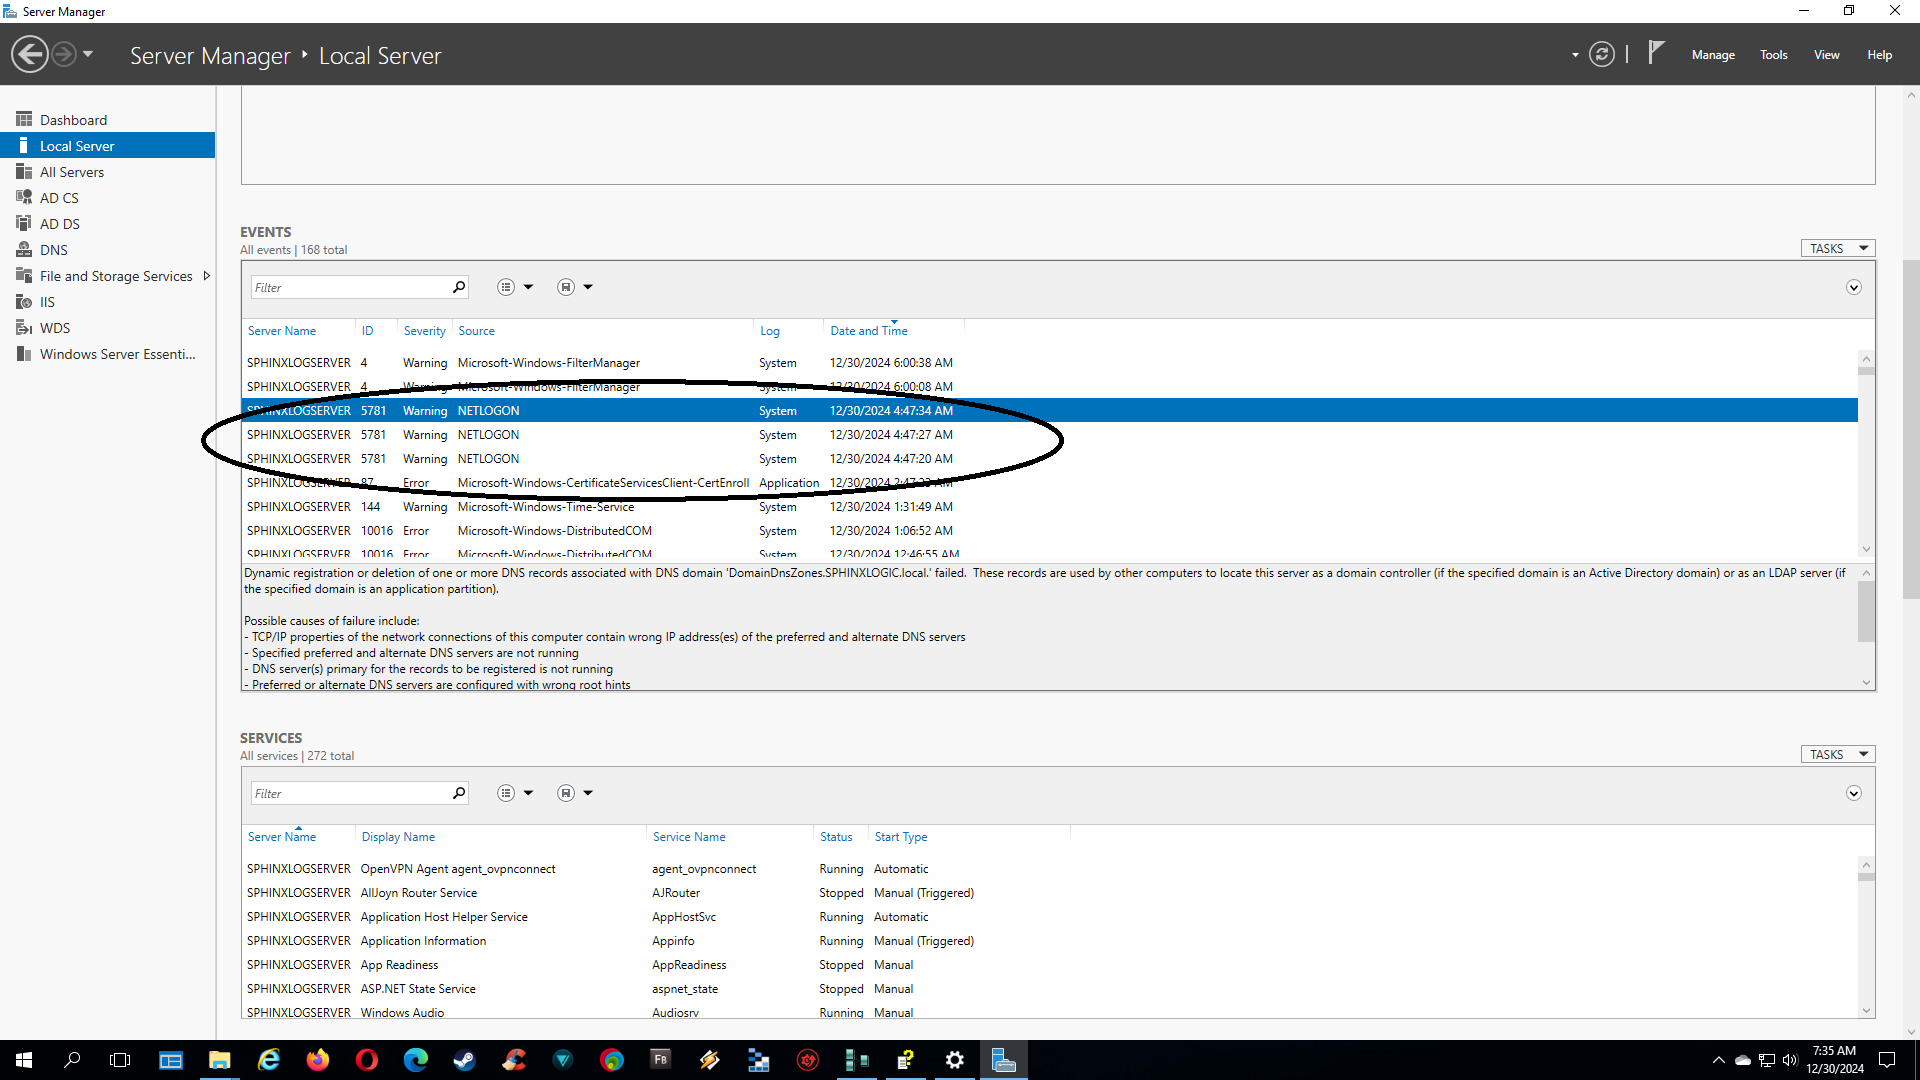 Server Manager
Server Manager ‣ Local Server
Manage Tools View Help
Dashboard
Local Server
All Servers
AD CS
AD DS
DNS
File and Storage Services
IIS
WDS
Windows Server Essenti...
EVENTS
All events | 168 total
TASKS
Filter
Server Name ID Severity Source Log Date and Time
SPHINXLOGSERVER 4 Warning Microsoft-Windows-FilterManager System 12/30/2024 6:00:38 AM
SPHINXLOGSERVER 4 Warning Microsoft-Windows-FilterManager System 12/30/2024 6:00:08 AM
SPHINXLOGSERVER 5781 Warning NETLOGON System 12/30/2024 4:47:34 AM
SPHINXLOGSERVER 5781 Warning NETLOGON System 12/30/2024 4:47:27 AM
SPHINXLOGSERVER 5781 Warning NETLOGON System 12/30/2024 4:47:20 AM
SPHINXLOGSERVER 87 Error Microsoft-Windows-CertificateServicesClient-CertEnroll Application 12/30/2024 AM
SPHINXLOGSERVER 144 Warning Microsoft-Windows-Time-Service System 12/30/2024 1:31:49 AM
SPHINXLOGSERVER 10016 Error Microsoft-Windows-DistributedCOM System 12/30/2024 1:06:52 AM
SPHINXLOGSERVER 10016 Error Microsoft-Windows-DistributedCOM System 12/30/2024 12:46:55 AM
Dynamic registration or deletion of one or more DNS records associated with DNS domain 'DomainDnsZones.SPHINXLOGIC.local.' failed.  These records are used by other computers to locate this server as a domain controller (if the specified domain is an Active Directory domain) or as an LDAP server (if
the specified domain is an application partition).
Possible causes of failure include:
- TCP/IP properties of the network connections of this computer contain wrong IP address(es) of the preferred and alternate DNS servers
- Specified preferred and alternate DNS servers are not running
- DNS server(s) primary for the records to be registered is not running
- Preferred or alternate DNS servers are configured with wrong root hints
SERVICES
All services | 272 total
TASKS
Filter
Server Name Display Name Service Name Status Start Type
SPHINXLOGSERVER OpenVPN Agent agent_ovpnconnect agent_ovpnconnect Running Automatic
SPHINXLOGSERVER AllJoyn Router Service AJRouter Stopped Manual (Triggered)
SPHINXLOGSERVER Application Host Helper Service AppHostSvc Running Automatic
SPHINXLOGSERVER Application Information Appinfo Running Manual (Triggered)
SPHINXLOGSERVER App Readiness AppReadiness Stopped Manual
SPHINXLOGSERVER ASP.NET State Service aspnet_state Stopped Manual
SPHINXLOGSERVER Windows Audio Audiosrv Running Manual
FB
7:35 AM
12/30/2024